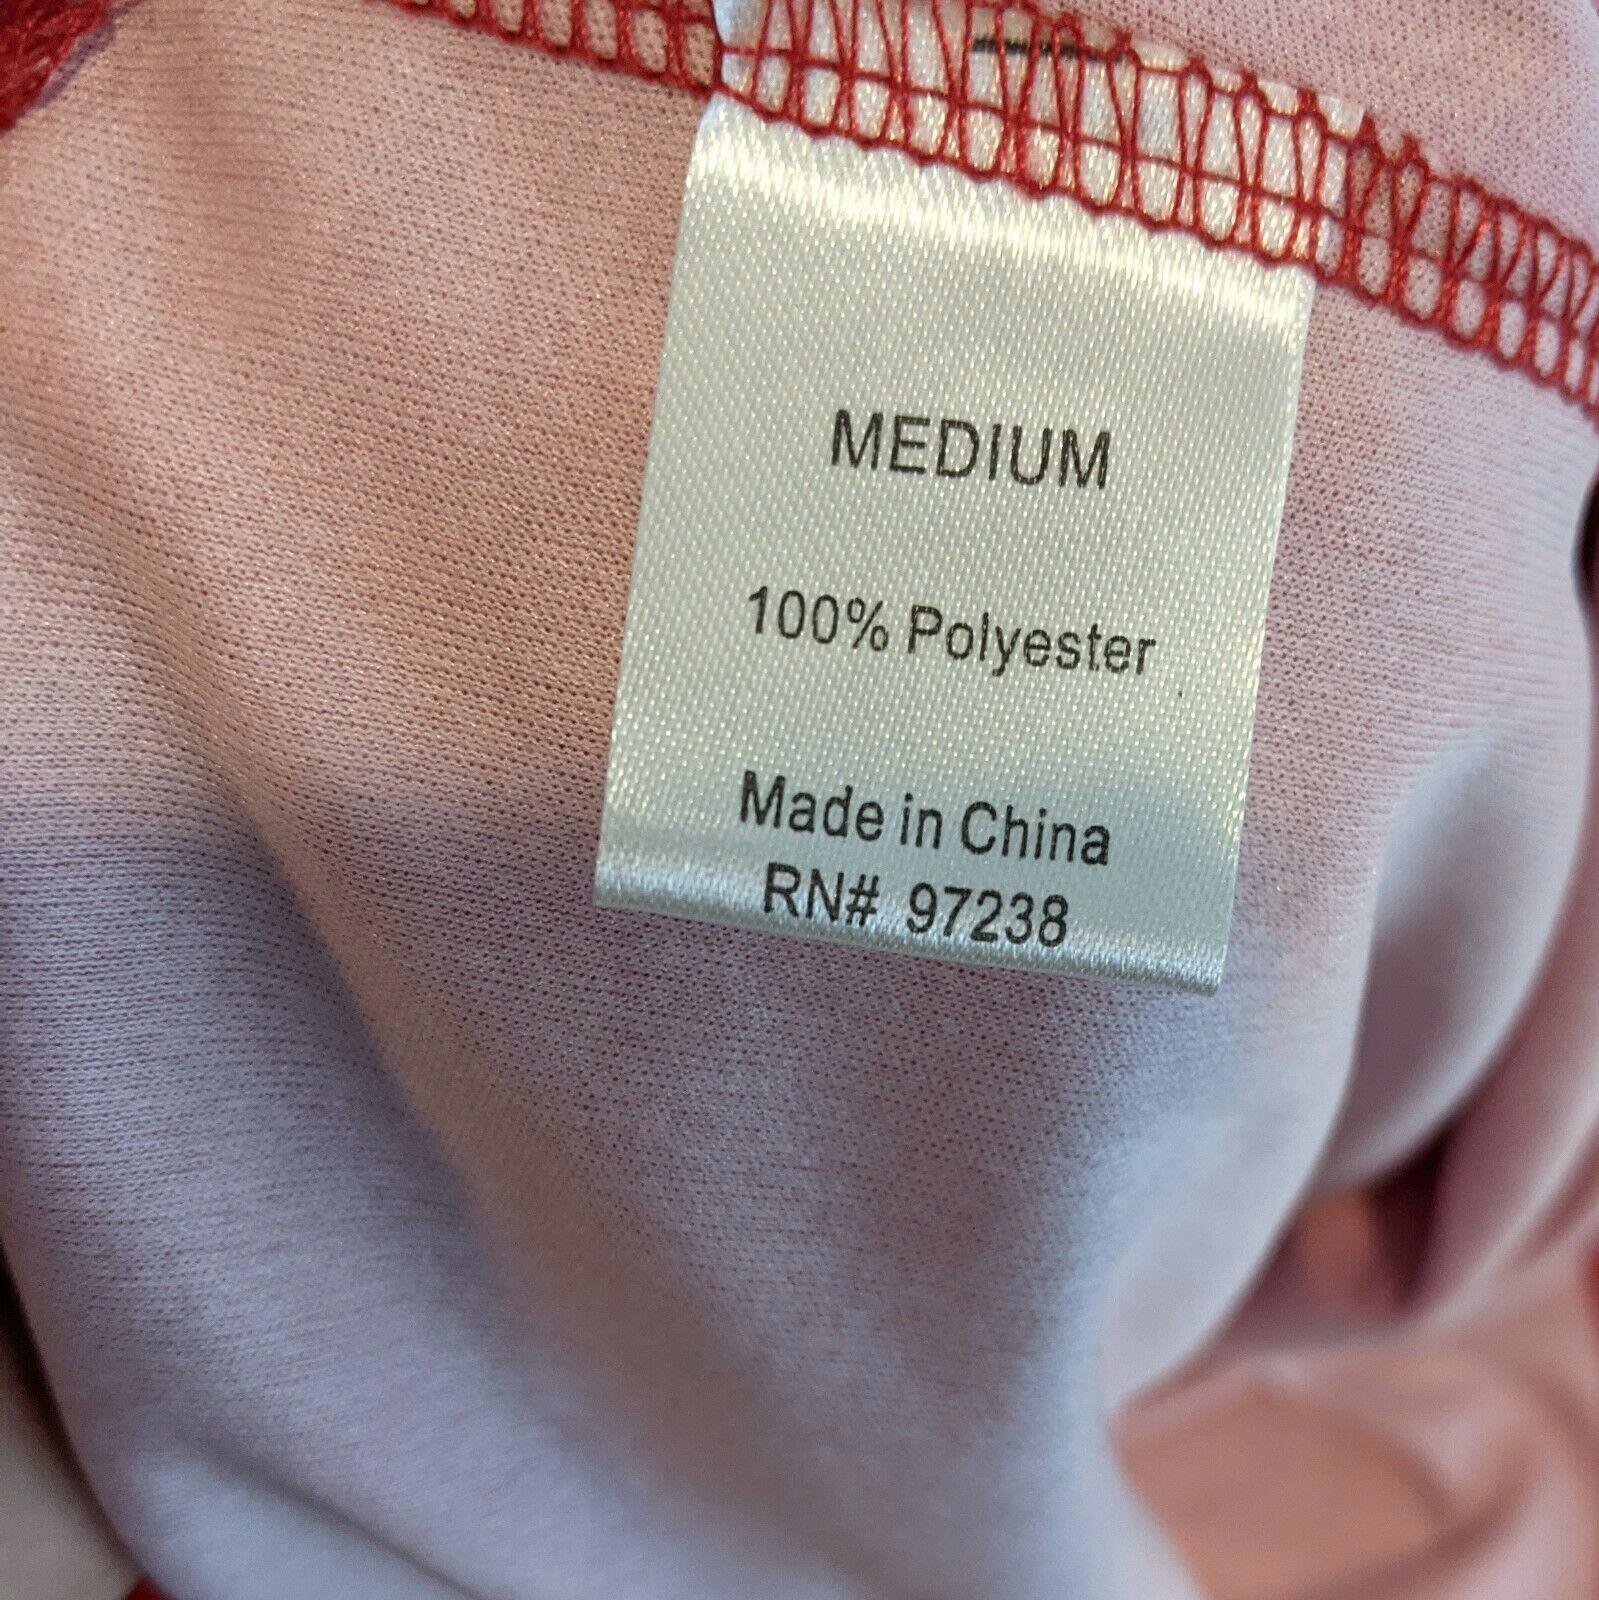 MEDIUM
100% Polyester
Made in China
RN# 97238